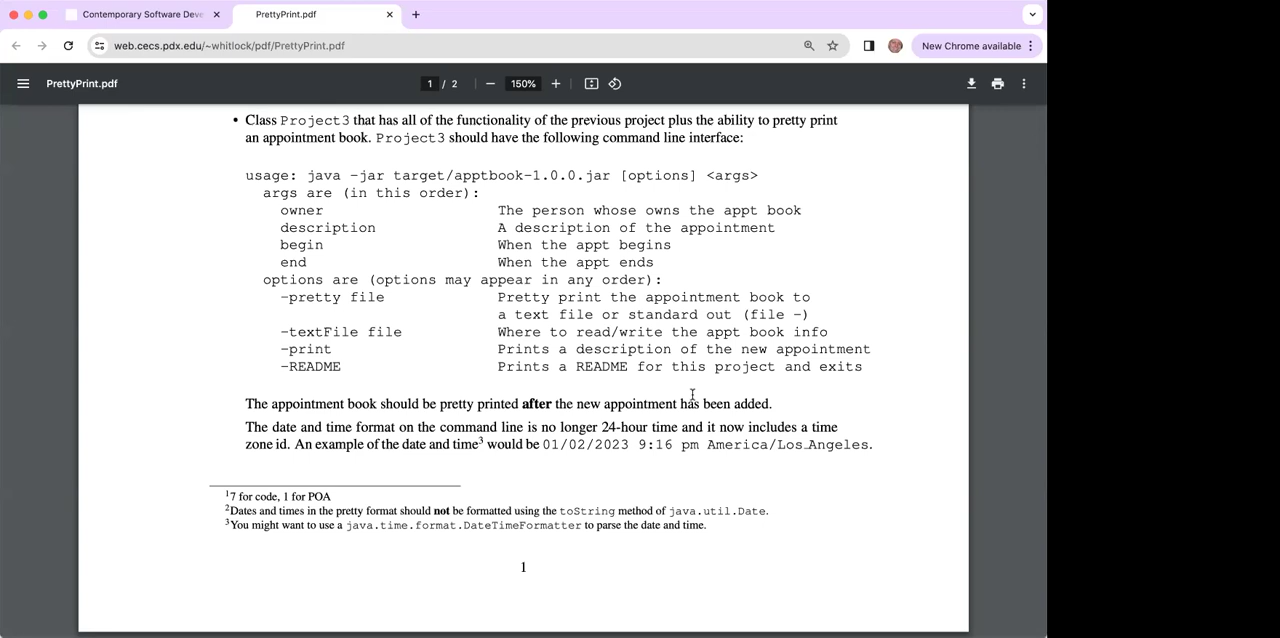 Contemporary Software Deve
PrettyPrint.pdf
web.cecs.pdx.edu/~whitlock/pdf/PrettyPrint.pdf
New Chrome available
PrettyPrint.pdf
1 / 2
150%
• Class Project3 that has all of the functionality of the previous project plus the ability to pretty print
an appointment book. Project3 should have the following command line interface:
usage: java -jar target/apptbook-1.0.0.jar [options] <args>
args are (in this order):
owner The person whose owns the appt book
description A description of the appointment
begin When the appt begins
end When the appt ends
options are (options may appear in any order):
-pretty file Pretty print the appointment book to
a text file or standard out (file -)
-textFile file Where to read/write the appt book info
-print Prints a description of the new appointment
-README Prints a README for this project and exits
The appointment book should be pretty printed after the new appointment has been added.
The date and time format on the command line is no longer 24-hour time and it now includes a time
zone id. An example of the date and time3 would be 01/02/2023 9:16 pm America/Los_Angeles.
17 for code, 1 for POA
2Dates and times in the pretty format should not be formatted using the toString method of java.util.Date.
3You might want to use a java.time.format.DateTimeFormatter to parse the date and time.
1